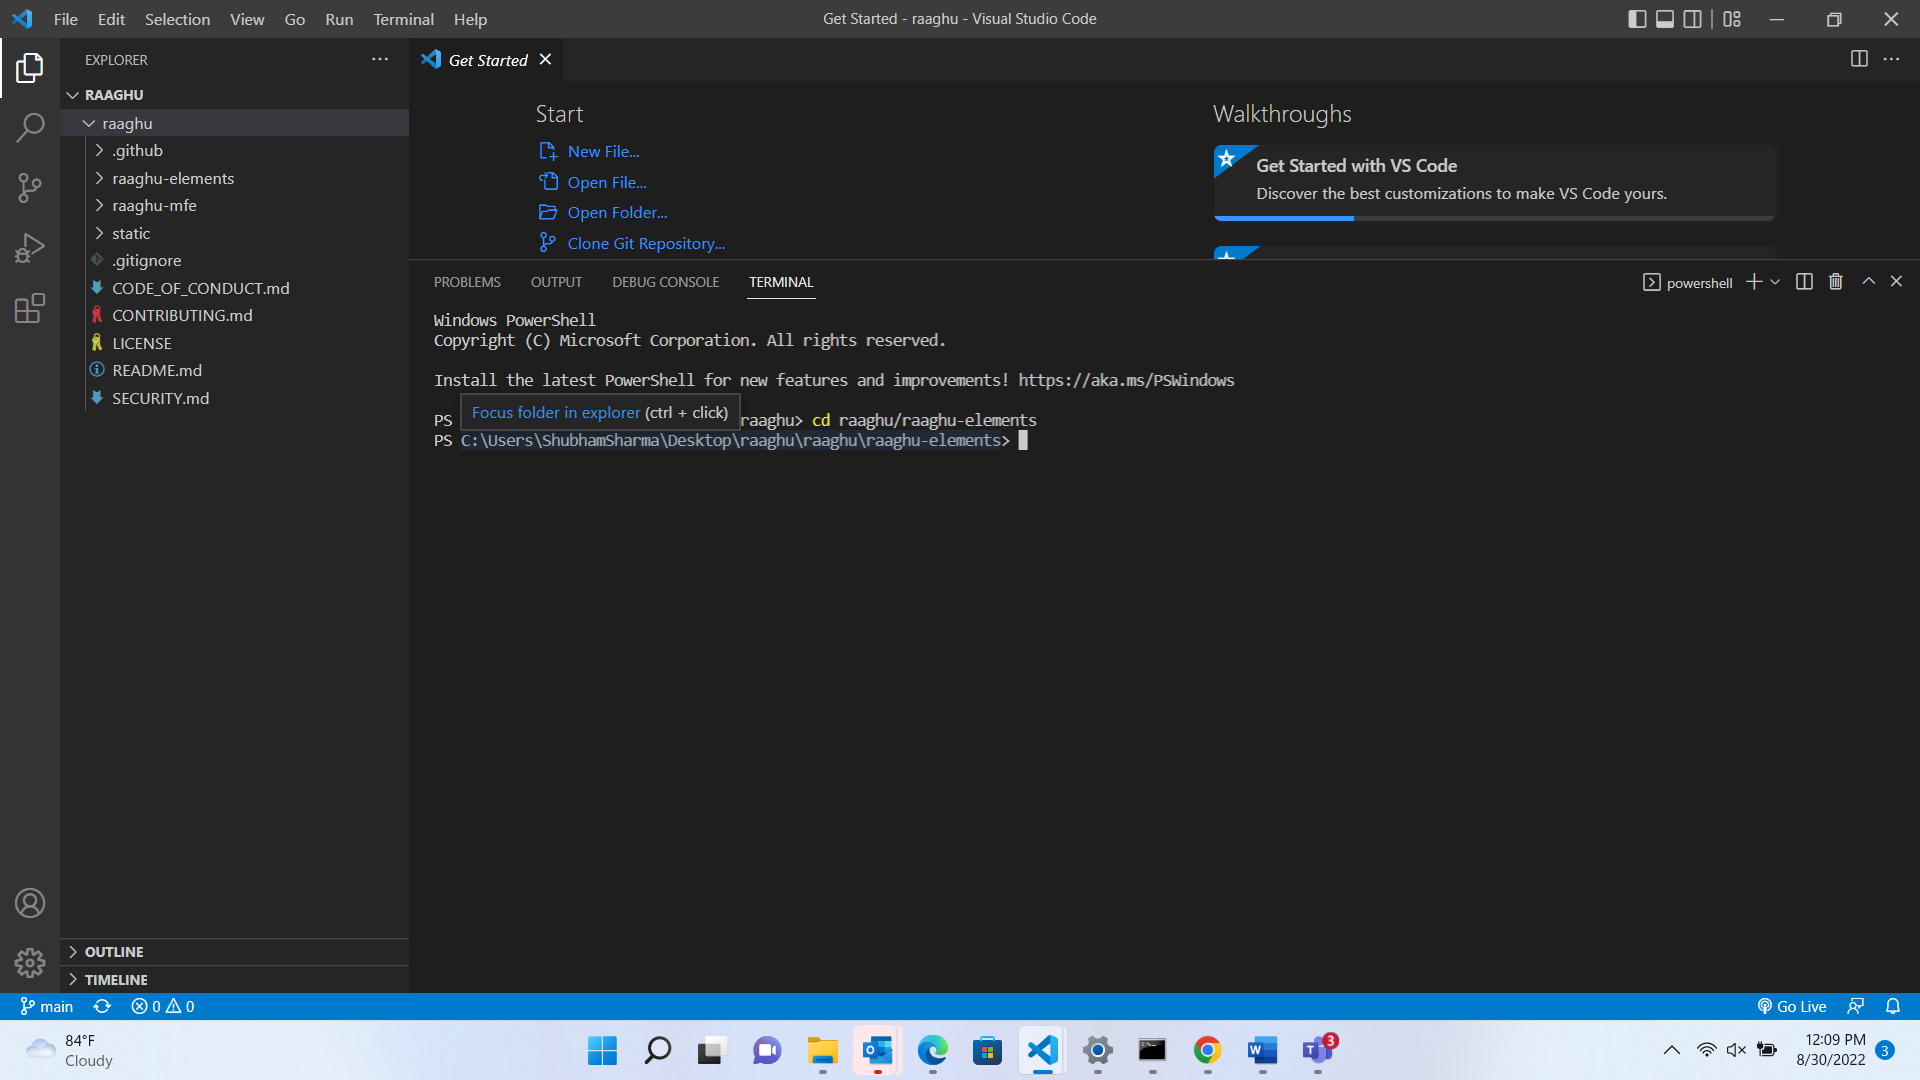 File Edit Selection View Go Run Terminal Help
Get Started - raaghu - Visual Studio Code
EXPLORER
RAAGHU
raaghu
.github
raaghu-elements
raaghu-mfe
static
.gitignore
CODE_OF_CONDUCT.md
CONTRIBUTING.md
LICENSE
README.md
SECURITY.md
OUTLINE
TIMELINE
Get Started
Start
New File...
Open File...
Open Folder...
Clone Git Repository...
Walkthroughs
Get Started with VS Code
Discover the best customizations to make VS Code yours.
PROBLEMS OUTPUT DEBUG CONSOLE TERMINAL
powershell
Windows PowerShell
Copyright (C) Microsoft Corporation. All rights reserved.
Install the latest PowerShell for new features and improvements! https://aka.ms/PSWindows
Focus folder in explorer (ctrl + click)
PS raaghu> cd raaghu/raaghu-elements
PS C:\Users\ShubhamSharma\Desktop\raaghu\raaghu\raaghu-elements>
main 0 0
Go Live
84°F
Cloudy
3
12:09 PM
8/30/2022
3